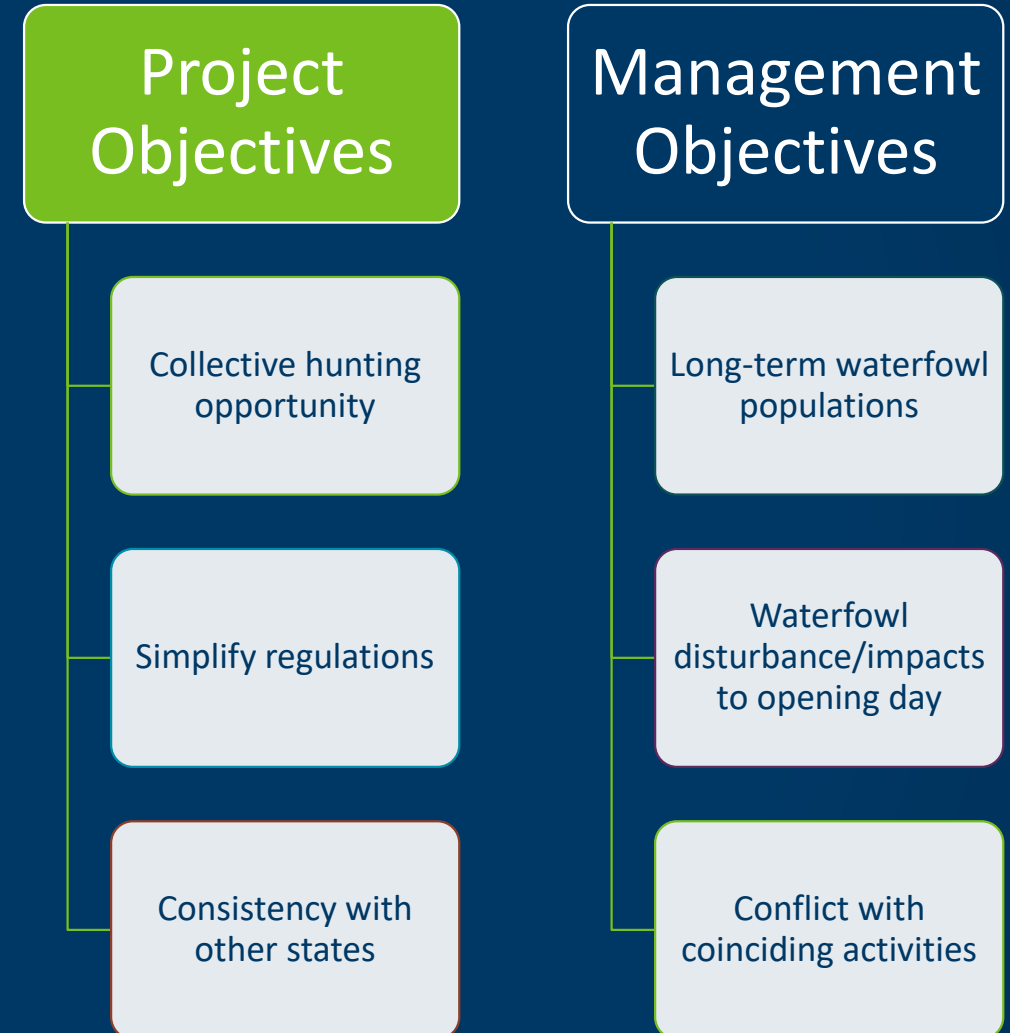 Project
Objectives
Collective hunting
opportunity
Simplify regulations
Consistency with
other states
Management
Objectives
Long-term waterfowl
populations
Waterfowl
disturbance/impacts
to opening day
Conflict with
coinciding activities